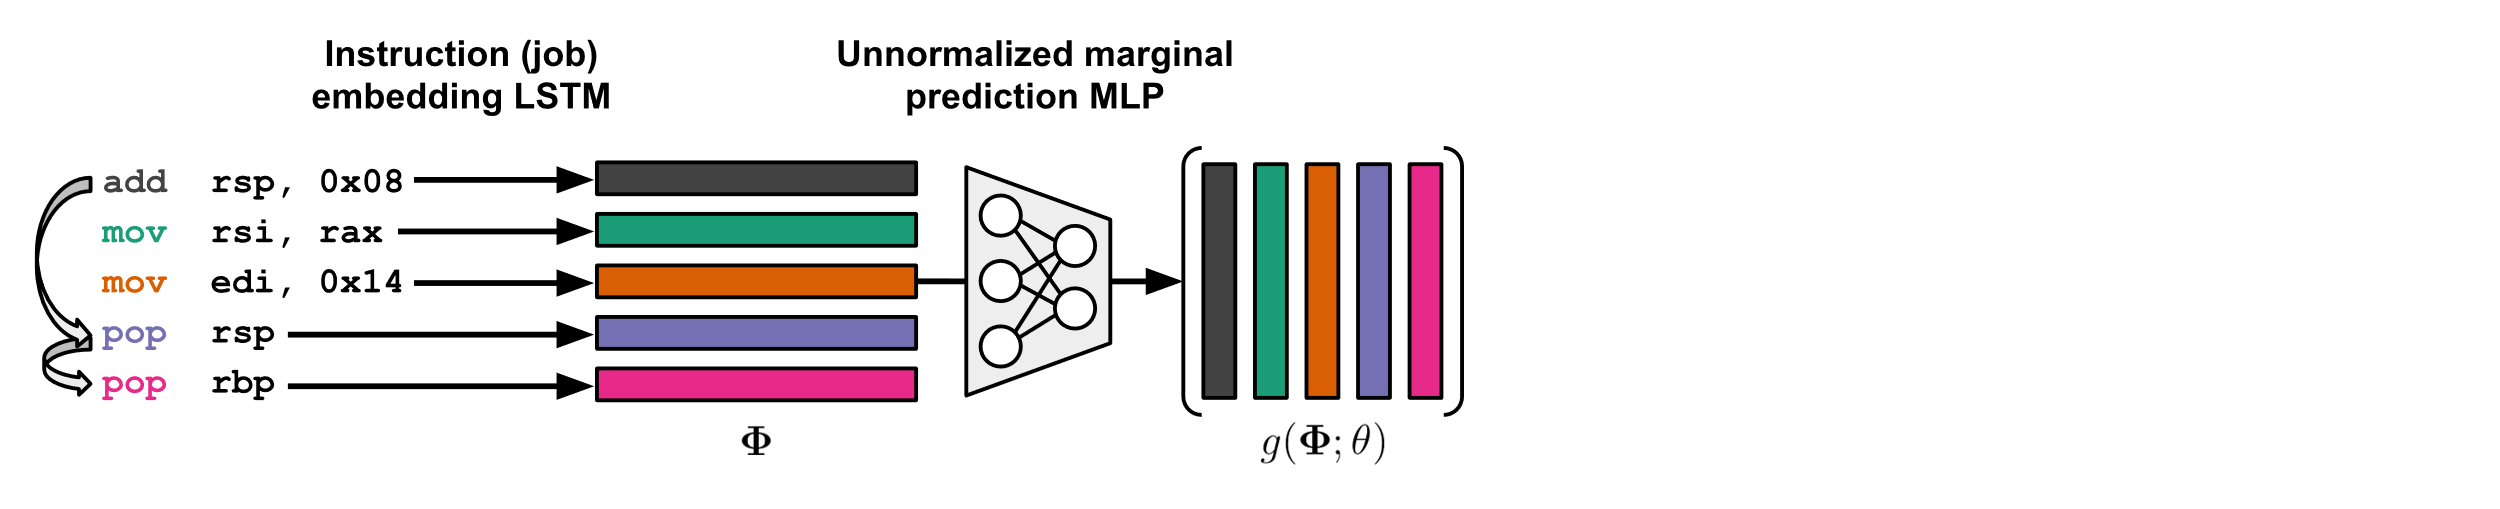 Instruction (job)
embedding LSTM
Unnormalized marginal
prediction MLP
add rsp, 0x08
mov rsi, rax
mov edi, 0x14
pop rsp
pop rbp
Φ
g(Φ; θ)